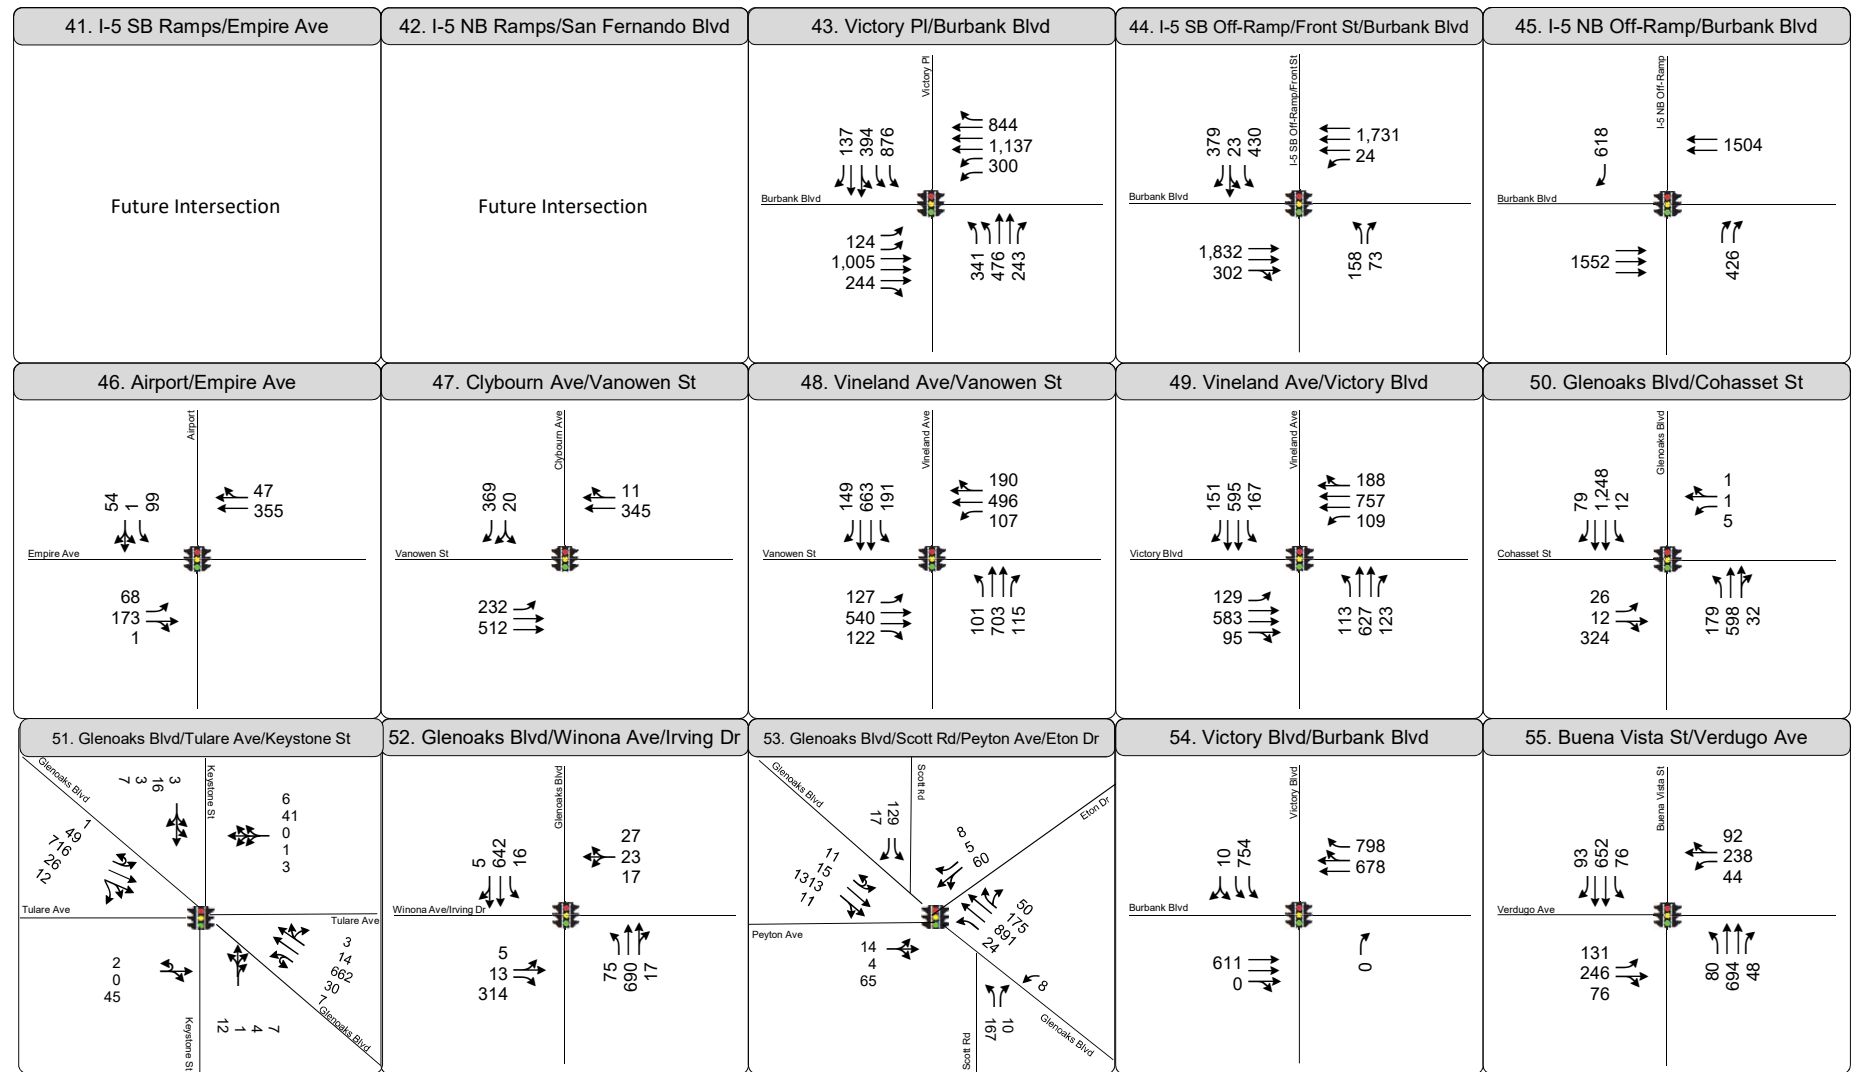 41. I-5 SB Ramps/Empire Ave
Future Intersection
42. I-5 NB Ramps/San Fernando Blvd
Future Intersection
43. Victory Pl/Burbank Blvd
Victory Pl
137
394
876
844
1,137
300
Burbank Blvd
124
1,005
244
341
476
243
44. I-5 SB Off-Ramp/Front St/Burbank Blvd
I-5 SB Off-Ramp/Front St
379
23
430
1,731
24
Burbank Blvd
1,832
302
158
73
45. I-5 NB Off-Ramp/Burbank Blvd
I-5 NB Off-Ramp
618
1504
Burbank Blvd
1552
426
46. Airport/Empire Ave
Airport
54
1
99
47
355
Empire Ave
68
173
1
47. Clybourn Ave/Vanowen St
Clybourn Ave
369
20
11
345
Vanowen St
232
512
48. Vineland Ave/Vanowen St
Vineland Ave
149
663
191
190
496
107
Vanowen St
127
540
122
101
703
115
49. Vineland Ave/Victory Blvd
Vineland Ave
151
595
167
188
757
109
Victory Blvd
129
583
95
113
627
123
50. Glenoaks Blvd/Cohasset St
Glenoaks Blvd
79
1,248
12
1
1
5
Cohasset St
26
12
324
179
598
32
51. Glenoaks Blvd/Tulare Ave/Keystone St
Glenoaks Blvd
Keystone St
7
3
16
3
6
41
0
1
3
1
49
716
26
12
Tulare Ave
Tulare Ave
2
0
45
3
14
662
30
7
Keystone St
12
1
4
7
Glenoaks Blvd
52. Glenoaks Blvd/Winona Ave/Irving Dr
Glenoaks Blvd
5
642
16
27
23
17
Winona Ave/Irving Dr
5
13
314
75
690
17
53. Glenoaks Blvd/Scott Rd/Peyton Ave/Eton Dr
Glenoaks Blvd
Scott Rd
Eton Dr
17
129
8
5
60
11
15
1313
11
50
175
891
24
Peyton Ave
14
4
65
8
167
10
Scott Rd
Glenoaks Blvd
54. Victory Blvd/Burbank Blvd
Victory Blvd
10
754
798
678
Burbank Blvd
611
0
0
55. Buena Vista St/Verdugo Ave
Buena Vista St
93
652
76
92
238
44
Verdugo Ave
131
246
76
80
694
48